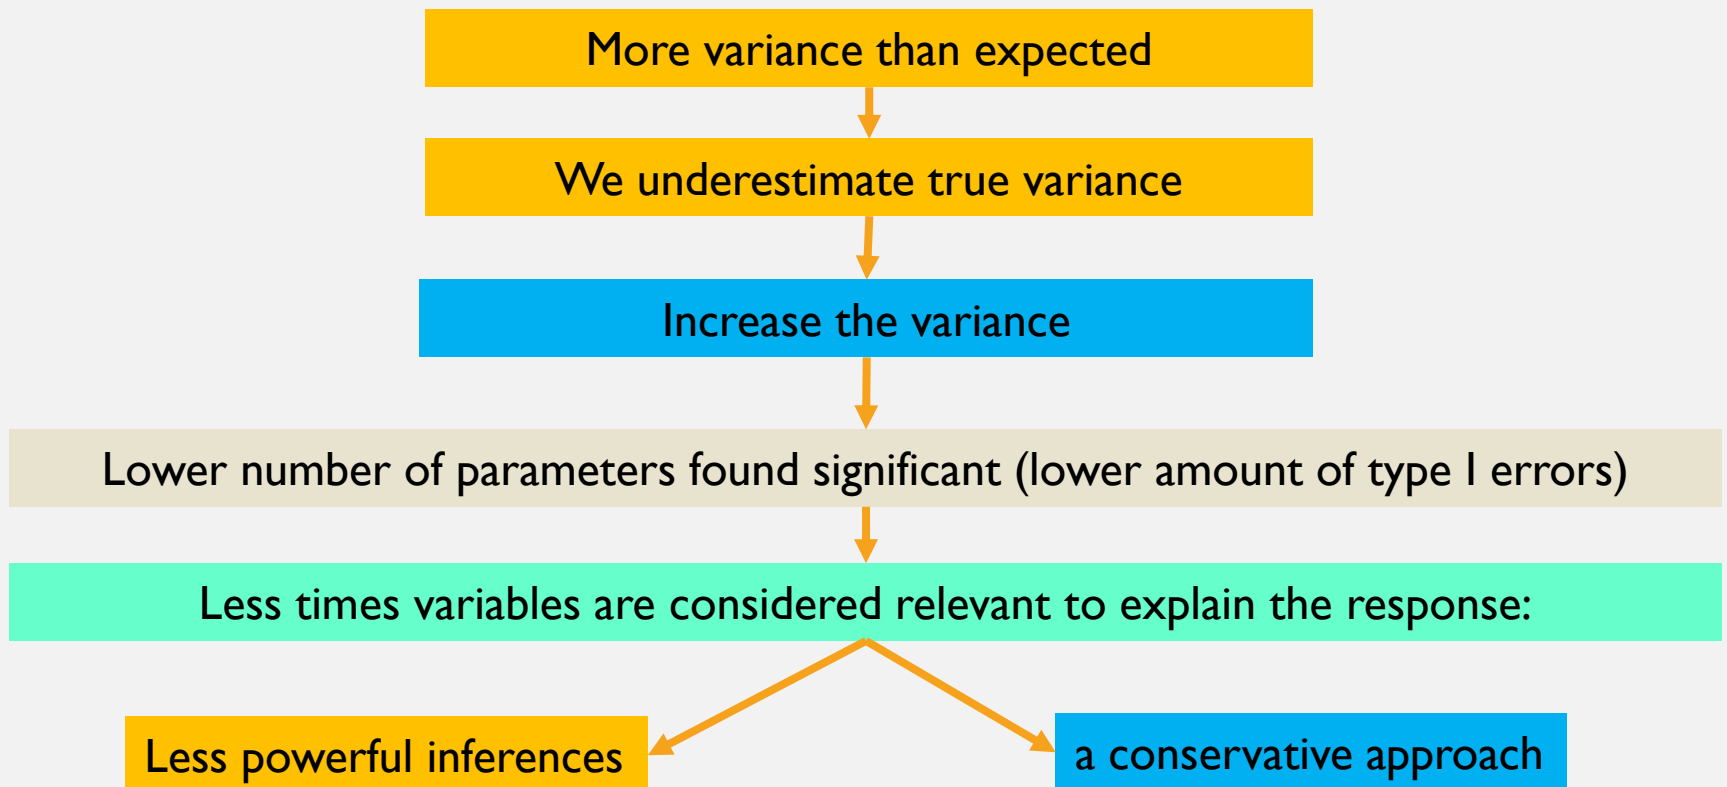 More variance than expected
We underestimate true variance
Increase the variance
Lower number of parameters found significant (lower amount of type I errors)
Less times variables are considered relevant to explain the response:
Less powerful inferences
a conservative approach